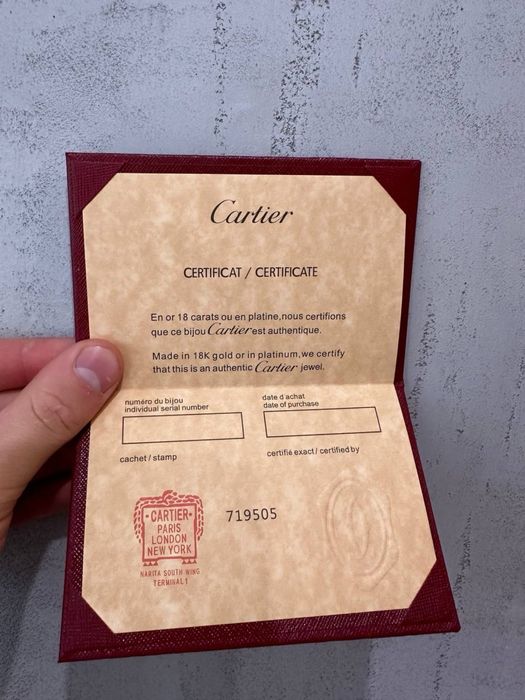 Cartier
CERTIFICAT / CERTIFICATE
En or 18 carats ou en platine,nous certifions
que ce bijou Cartier est authentique.
Made in 18K gold or in platinum,we certify
that this is an authentic Cartier jewel.
numéro du bijou
individual serial number
date d'achat
date of purchase
cachet / stamp
certifié exact / certified by
·CARTIER·
PARIS
LONDON
NEW YORK
NARITA SOUTH WING
TERMINAL 1
719505